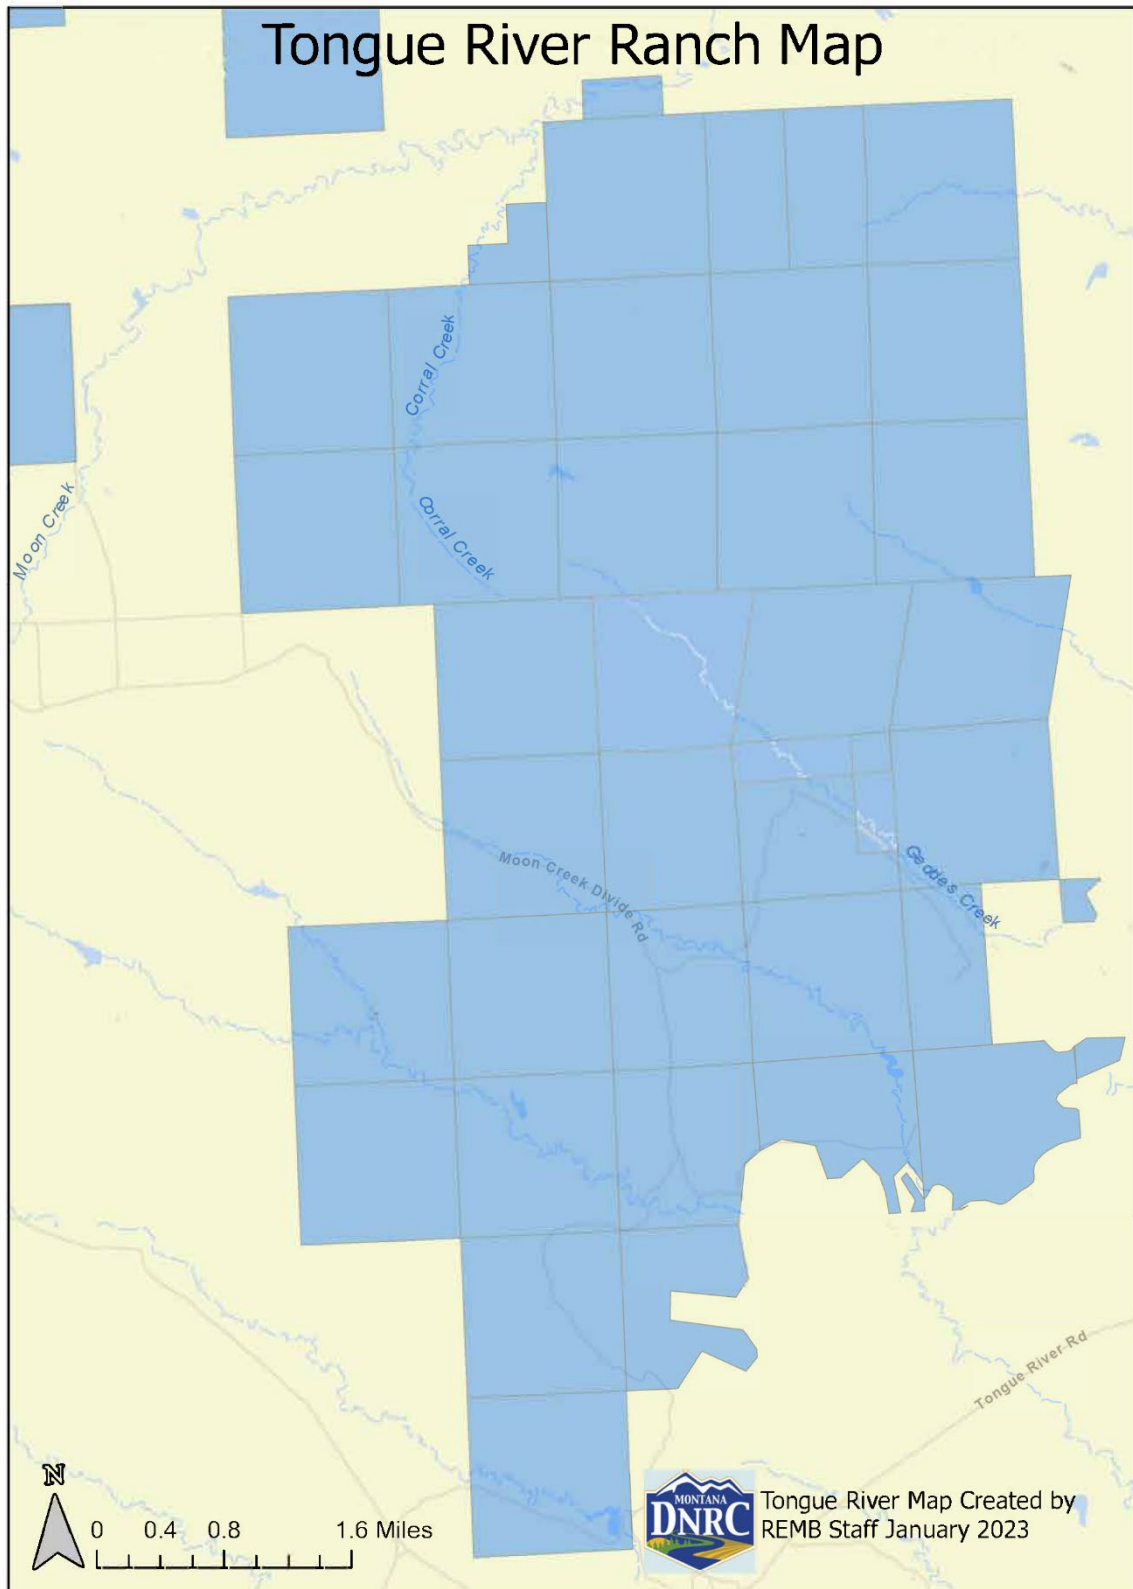 Tongue River Ranch Map
Corral Creek
Moon Creek
Corral Creek
Moon Creek Divide Rd
Geddes Creek
Tongue River Rd
N
0 0.4 0.8 1.6 Miles
MONTANA
DNRC
Tongue River Map Created by
REMB Staff January 2023